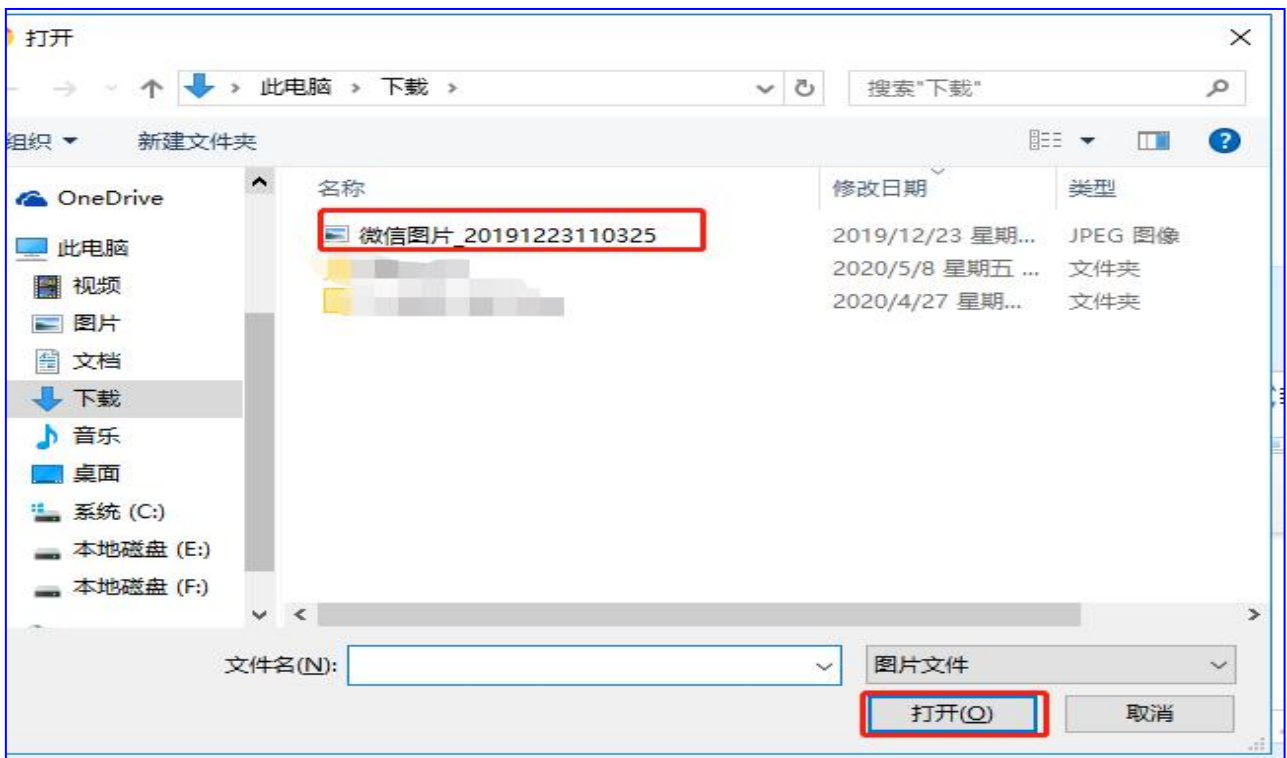 打开
此电脑 > 下载 >
搜索"下载"
组织 新建文件夹
名称 修改日期 类型
微信图片_20191223110325 2019/12/23 星期... JPEG 图像
2020/5/8 星期五 ... 文件夹
2020/4/27 星期... 文件夹
OneDrive
此电脑
视频
图片
文档
下载
音乐
桌面
系统 (C:)
本地磁盘 (E:)
本地磁盘 (F:)
文件名(N):
图片文件
打开(O) 取消